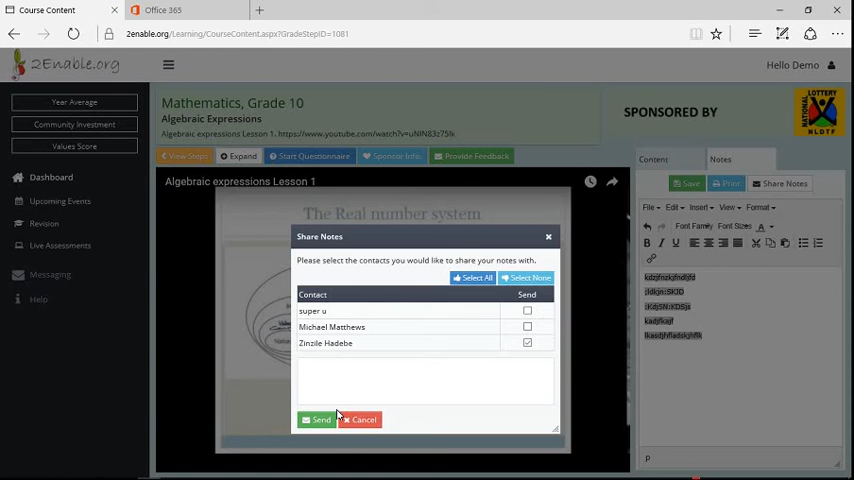 Course Content
Office 365
2enable.org/Learning/CourseContent.aspx?GradeStepID=1081
2Enable.org
Hello Demo
Year Average
Community Investment
Values Score
Dashboard
Upcoming Events
Revision
Live Assessments
Messaging
Help
Mathematics, Grade 10
Algebraic Expressions
Algebraic expressions Lesson 1. https://www.youtube.com/watch?v=uNIN83z75lk
SPONSORED BY
NATIONAL
LOTTERY
NLDTF
View Steps
Expand
Start Questionnaire
Sponsor Info
Provide Feedback
Algebraic expressions Lesson 1
The Real number system
Share Notes
Please select the contacts you would like to share your notes with.
Select All
Select None
Contact Send
super u
Michael Matthews
Zinzile Hadebe
Send
Cancel
Content
Notes
Save
Print
Share Notes
File Edit Insert View Format
Font Family Font Sizes A
B I
p